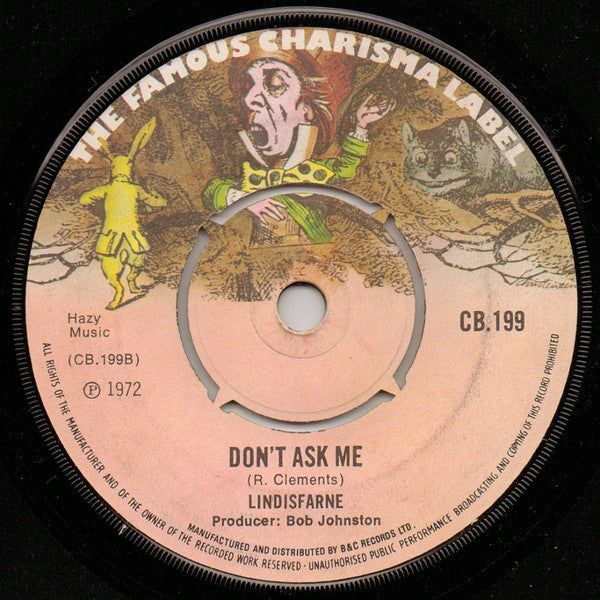 THE FAMOUS CHARISMA LABEL
Hazy
Music
(CB.199B)
Ⓟ 1972
CB.199
DON'T ASK ME
(R. Clements)
LINDISFARNE
Producer: Bob Johnston
MANUFACTURED AND DISTRIBUTED BY B&C RECORDS LTD.
ALL RIGHTS OF THE MANUFACTURER AND OF THE OWNER OF THE RECORDED WORK RESERVED - UNAUTHORISED PUBLIC PERFORMANCE BROADCASTING AND COPYING OF THIS RECORD PROHIBITED